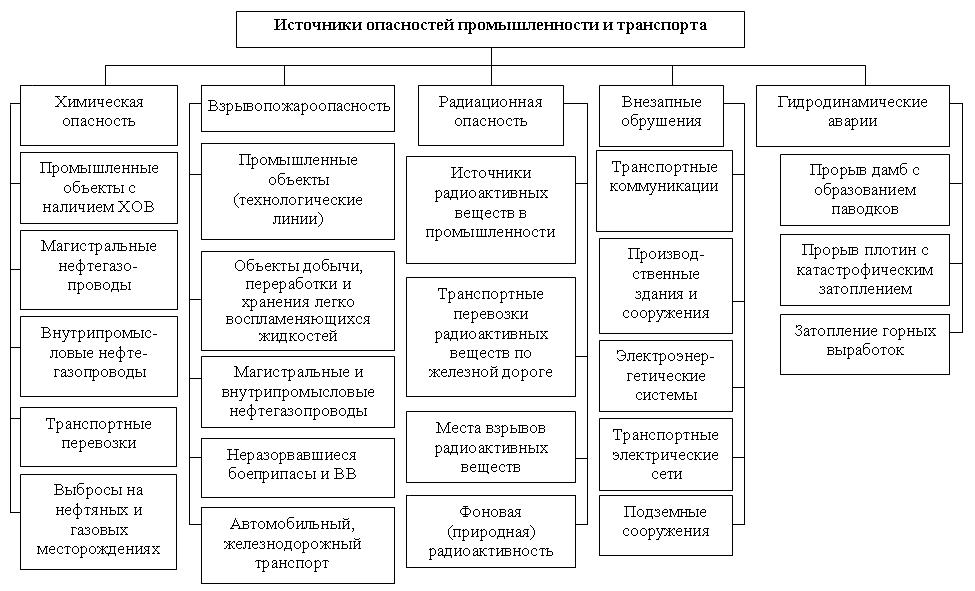 Источники опасностей промышленности и транспорта
Химическая
опасность
Промышленные
объекты с
наличием ХОВ
Магистральные
нефтегазо-
проводы
Внутрипромыс-
ловые нефте-
газопроводы
Транспортные
перевозки
Выбросы на
нефтяных и
газовых
месторождениях
Взрывопожароопасность
Промышленные
объекты
(технологические
линии)
Объекты добычи,
переработки и
хранения легко
воспламеняющихся
жидкостей
Магистральные и
внутрипромысловые
нефтегазопроводы
Неразорвавшиеся
боеприпасы и ВВ
Автомобильный,
железнодорожный
транспорт
Радиационная
опасность
Источники
радиоактивных
веществ в
промышленности
Транспортные
перевозки
радиоактивных
веществ по
железной дороге
Места взрывов
радиоактивных
веществ
Фоновая
(природная)
радиоактивность
Внезапные
обрушения
Транспортные
коммуникации
Производ-
ственные
здания и
сооружения
Электроэнер-
гетические
системы
Транспортные
электрические
сети
Подземные
сооружения
Гидродинамические
аварии
Прорыв дамб с
образованием
паводков
Прорыв плотин с
катастрофическим
затоплением
Затопление горных
выработок